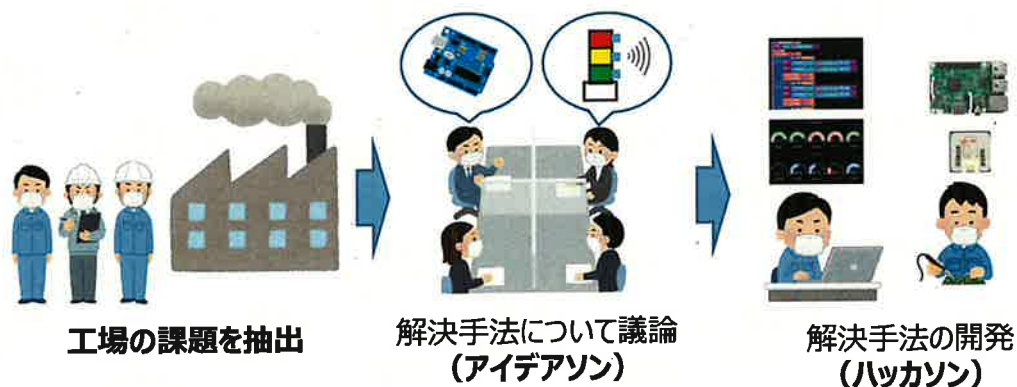 工場の課題を抽出
解決手法について議論
(アイデアソン)
解決手法の開発
(ハッカソン)